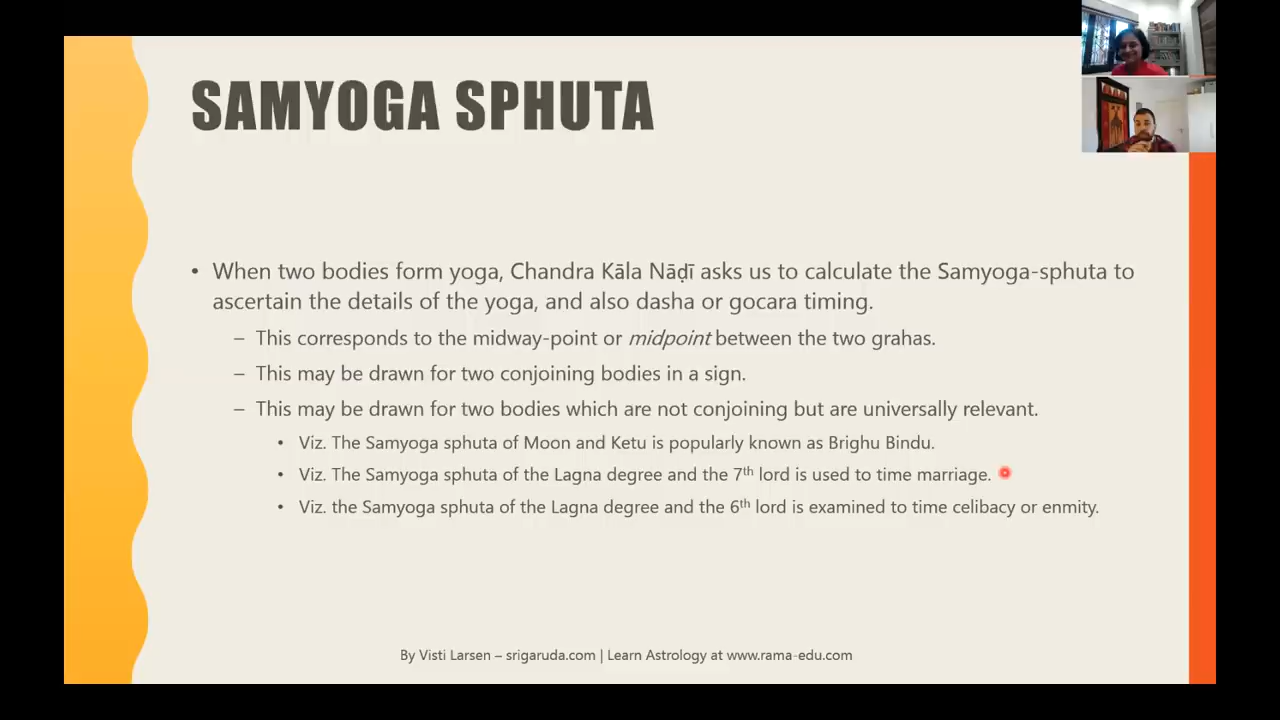 SAMYOGA SPHUTA
• When two bodies form yoga, Chandra Kāla Nāḍī asks us to calculate the Samyoga-sphuta to
ascertain the details of the yoga, and also dasha or gocara timing.
– This corresponds to the midway-point or midpoint between the two grahas.
– This may be drawn for two conjoining bodies in a sign.
– This may be drawn for two bodies which are not conjoining but are universally relevant.
• Viz. The Samyoga sphuta of Moon and Ketu is popularly known as Brighu Bindu.
• Viz. The Samyoga sphuta of the Lagna degree and the 7th lord is used to time marriage.
• Viz. the Samyoga sphuta of the Lagna degree and the 6th lord is examined to time celibacy or enmity.
By Visti Larsen – srigaruda.com | Learn Astrology at www.rama-edu.com